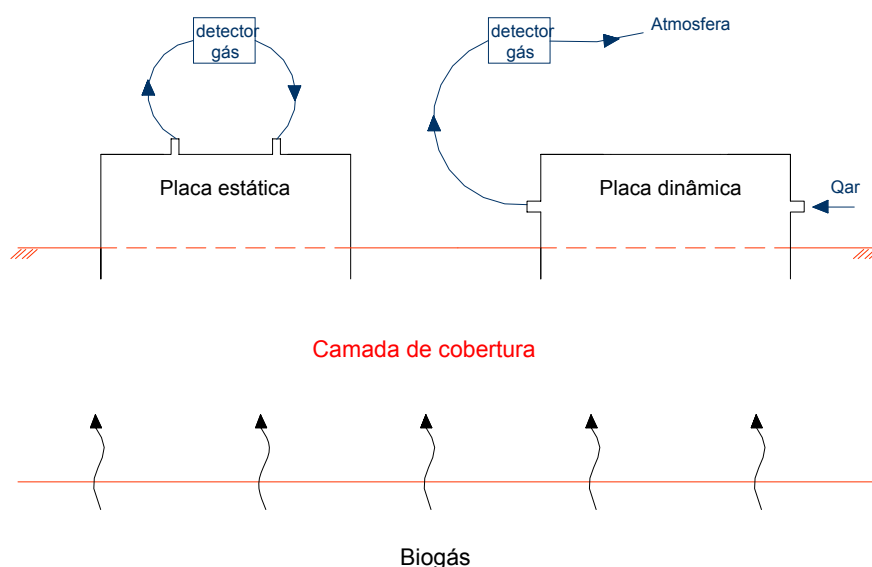 detector
gás
detector
gás
Atmosfera
Placa estática
Placa dinâmica
Qar
Camada de cobertura
Biogás